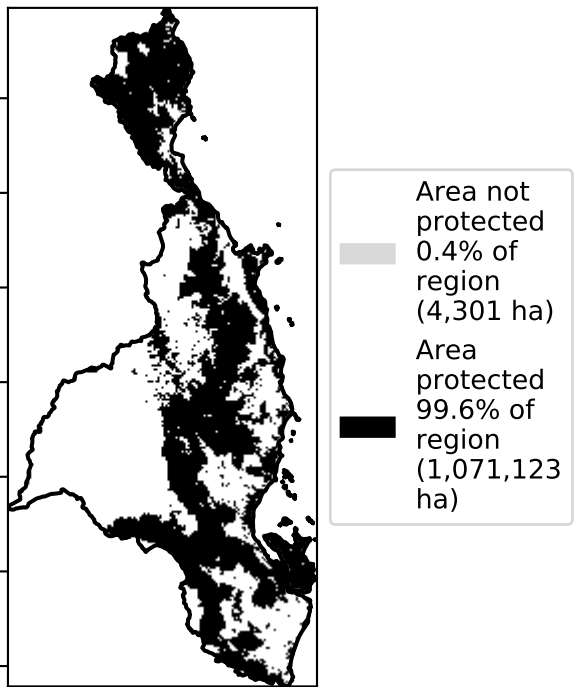 Area not
protected
0.4% of
region
(4,301 ha)
Area
protected
99.6% of
region
(1,071,123
ha)